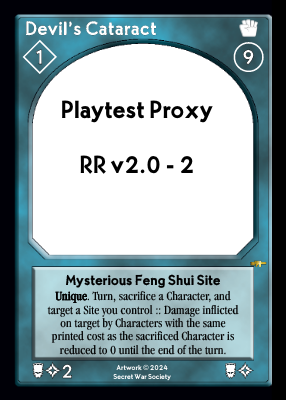 Devil's Cataract
1
9
Playtest Proxy
RR v2.0 - 2
Mysterious Feng Shui Site
Unique. Turn, sacrifice a Character, and
target a Site you control :: Damage inflicted
on target by Characters with the same
printed cost as the sacrificed Character is
reduced to 0 until the end of the turn.
2
Artwork © 2024
Secret War Society